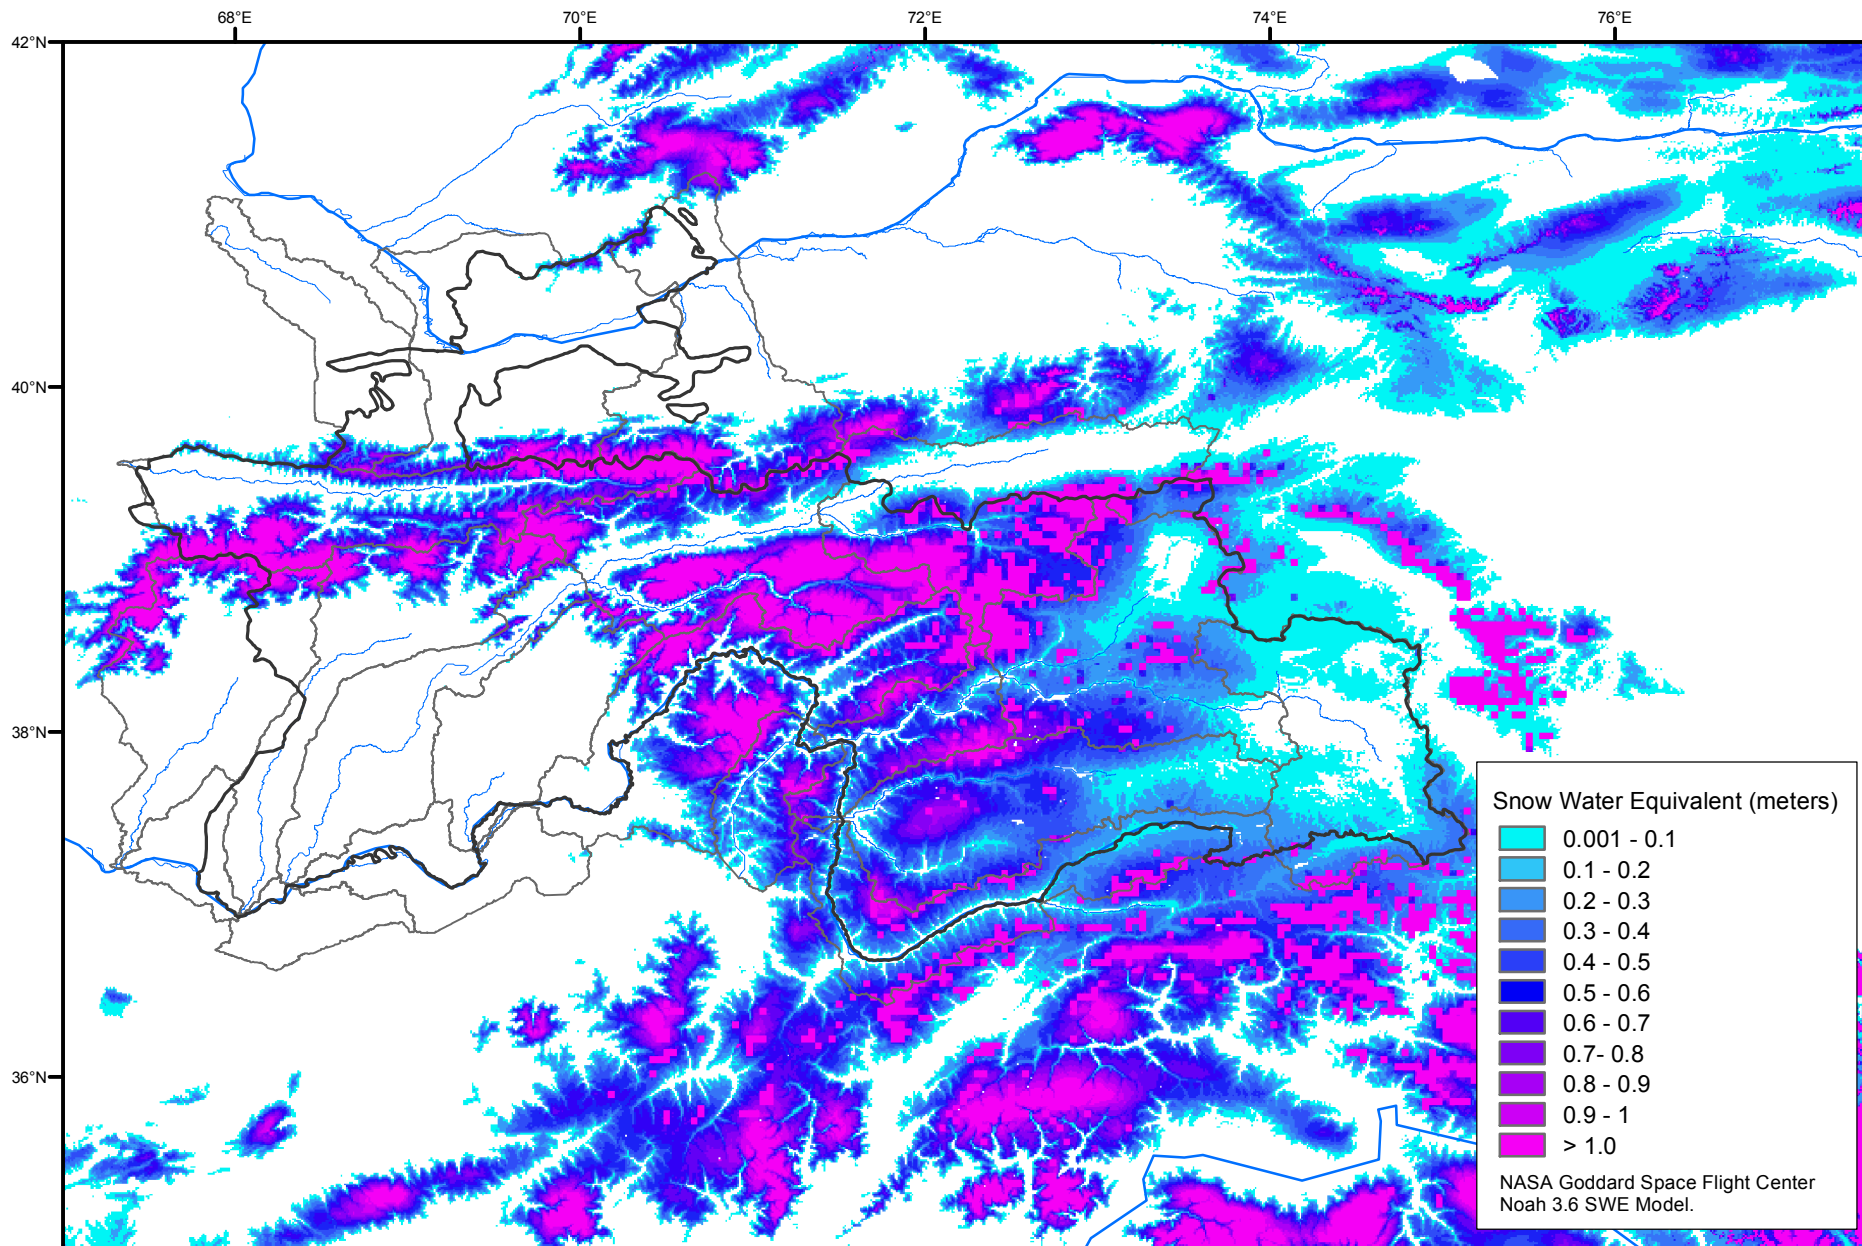 68°E
70°E
72°E
74°E
76°E
42°N
40°N
38°N
36°N
Snow Water Equivalent (meters)
0.001 - 0.1
0.1 - 0.2
0.2 - 0.3
0.3 - 0.4
0.4 - 0.5
0.5 - 0.6
0.6 - 0.7
0.7- 0.8
0.8 - 0.9
0.9 - 1
> 1.0
NASA Goddard Space Flight Center
Noah 3.6 SWE Model.